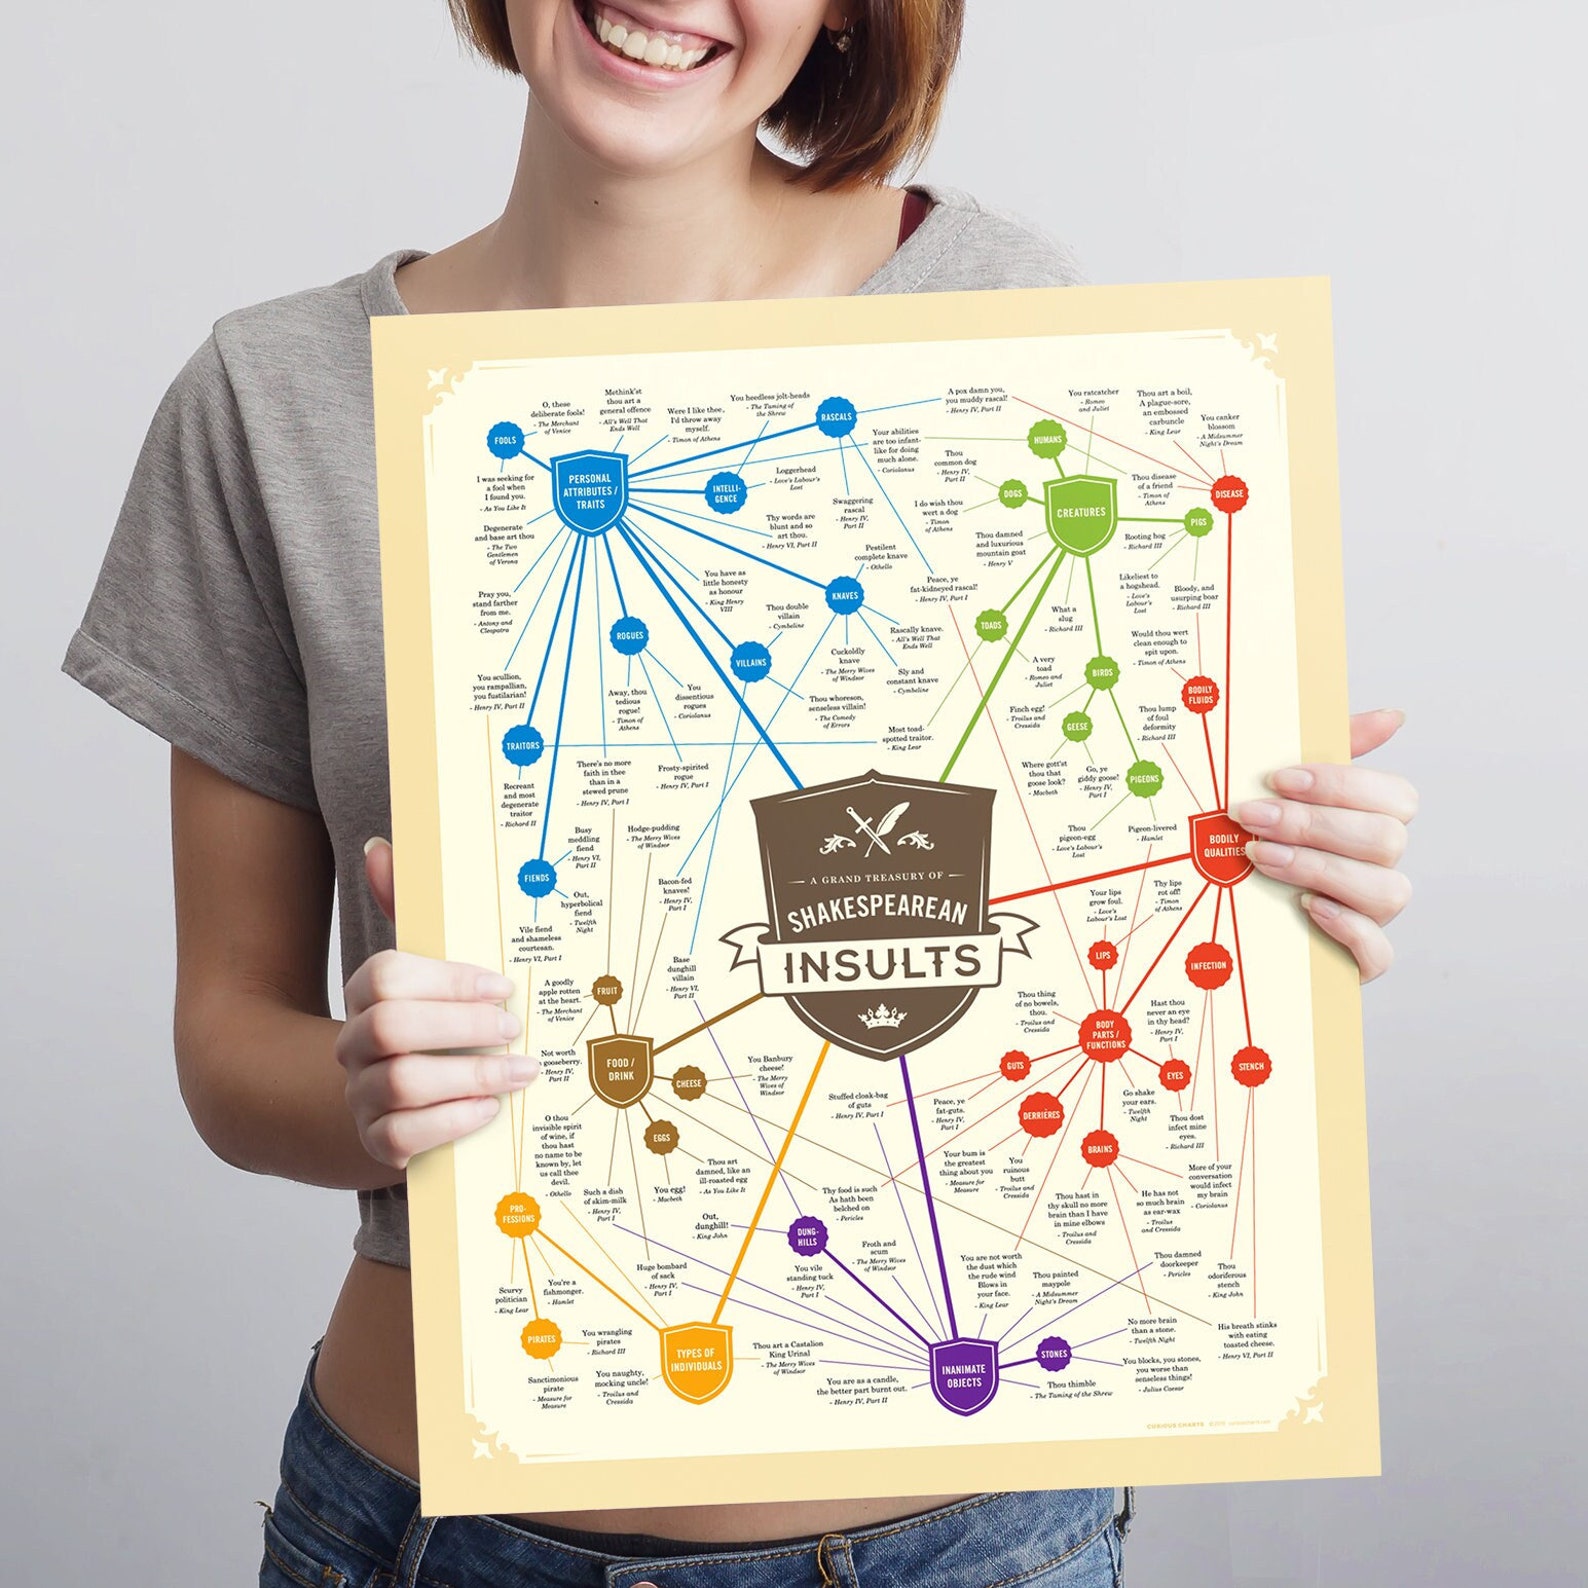 O, these
deliberate fools!
- The Merchant
of Venice
Methink'st
thou art a
general offence
- All's Well That
Ends Well
Were I like thee,
I'd throw away
myself.
- Timon of Athens
You heedless jolt-heads
- The Taming of
the Shrew
RASCALS
A pox damn you,
you muddy rascal!
- Henry IV, Part II
You ratcatcher
- Romeo
and Juliet
Thou art a boil,
A plague-sore,
an embossed
carbuncle
- King Lear
You canker
blossom
- A Midsummer
Night's Dream
FOOLS
PERSONAL
ATTRIBUTES /
TRAITS
I was seeking for
a fool when
I found you.
- As You Like It
INTELLI-
GENCE
Loggerhead
- Love's Labour's
Lost
Your abilities
are too infant-
like for doing
much alone.
- Coriolanus
HUMANS
Thou
common dog
- Henry IV,
Part II
DOGS
CREATURES
Thou disease
of a friend
- Timon of
Athens
DISEASE
Degenerate
and base art thou
- The Two
Gentlemen
of Verona
Thy words are
blunt and so
art thou.
- Henry VI, Part II
Swaggering
rascal
- Henry IV,
Part II
I do wish thou
wert a dog
- Timon
of Athens
PIGS
Rooting hog
- Richard III
Thou damned
and luxurious
mountain goat
- Henry V
Pestilent
complete knave
- Othello
You have as
little honesty
as honour
- King Henry
VIII
KNAVES
Peace, ye
fat-kidneyed rascal!
- Henry IV, Part I
Likeliest to
a hogshead.
- Love's
Labour's
Lost
Bloody, and
usurping boar
- Richard III
Pray you,
stand farther
from me.
- Antony and
Cleopatra
ROGUES
Thou double
villain
- Cymbeline
VILLAINS
TOADS
What a
slug
- Richard III
Rascally knave.
- All's Well That
Ends Well
Cuckoldly
knave
- The Merry Wives
of Windsor
Sly and
constant knave
- Cymbeline
A very
toad
- Romeo and
Juliet
BIRDS
Would thou wert
clean enough to
spit upon.
- Timon of Athens
BODILY
FLUIDS
You scullion,
you rampallian,
you fustilarian!
- Henry IV, Part II
Away, thou
tedious
rogue!
- Timon of
Athens
You
dissentious
rogues
- Coriolanus
Thou whoreson,
senseless villain!
- The Comedy
of Errors
Finch egg!
- Troilus and
Cressida
GEESE
Thou lump
of foul
deformity
- Richard III
TRAITORS
Most toad-
spotted traitor.
- King Lear
There's no more
faith in thee
than in a
stewed prune
- Henry IV, Part I
Frosty-spirited
rogue
- Henry IV, Part I
Where gott'st
thou that
goose look?
- Macbeth
Go, ye
giddy goose!
- Henry IV,
Part I
PIGEONS
Recreant
and most
degenerate
traitor
- Richard II
Busy
meddling
fiend
- Henry VI,
Part II
Hodge-pudding
- The Merry Wives
of Windsor
Thou
pigeon-egg
- Love's Labour's
Lost
Pigeon-livered
- Hamlet
BODILY
QUALITIES
FIENDS
Out,
hyperbolical
fiend
- Twelfth
Night
Bacon-fed
knaves!
- Henry IV,
Part I
A GRAND TREASURY OF
SHAKESPEAREAN
INSULTS
Your lips
grow foul.
- Love's
Labour's Lost
Thy lips
rot off!
- Timon
of Athens
Vile fiend
and shameless
courtesan.
- Henry VI, Part I
Base
dunghill
villain
- Henry VI,
Part II
LIPS
INFECTION
A goodly
apple rotten
at the heart.
- The Merchant
of Venice
FRUIT
Thou thing
of no bowels,
thou.
- Troilus and
Cressida
BODY
PARTS /
FUNCTIONS
Hast thou
never an eye
in thy head?
- Henry IV,
Part I
Not worth
gooseberry.
- Henry IV,
Part II
FOOD /
DRINK
CHEESE
You Banbury
cheese!
- The Merry
Wives of
Windsor
GUTS
EYES
STENCH
O thou
invisible spirit
of wine, if
thou hast
no name to be
known by, let
us call thee
devil.
- Othello
EGGS
Stuffed cloak-bag
of guts
- Henry IV, Part I
Peace, ye
fat-guts.
- Henry IV,
Part I
DERRIÈRES
Go shake
your ears.
- Twelfth
Night
Thou dost
infect mine
eyes.
- Richard III
BRAINS
Thou art
damned, like an
ill-roasted egg
- As You Like It
You egg!
- Macbeth
Your bum is
the greatest
thing about you
- Measure for
Measure
You
ruinous
butt
- Troilus and
Cressida
More of your
conversation
would infect
my brain
- Coriolanus
PRO-
FESSIONS
Such a dish
of skim-milk
- Henry IV,
Part I
Out,
dunghill!
- King John
Thy food is such
As hath been
belched on
- Pericles
Thou hast in
thy skull no more
brain than I have
in mine elbows
- Troilus and
Cressida
He has not
so much brain
as ear-wax
- Troilus
and Cressida
DUNG-
HILLS
Froth and
scum
- The Merry Wives
of Windsor
Huge bombard
of sack
- Henry IV,
Part I
You vile
standing tuck
- Henry IV,
Part I
You are not worth
the dust which
the rude wind
Blows in
your face.
- King Lear
Thou painted
maypole
- A Midsummer
Night's Dream
Thou damned
doorkeeper
- Pericles
Thou
odoriferous
stench
- King John
Scurvy
politician
- King Lear
You're a
fishmonger.
- Hamlet
PIRATES
You wrangling
pirates
- Richard III
TYPES OF
INDIVIDUALS
Thou art a Castalion
King Urinal
- The Merry Wives
of Windsor
INANIMATE
OBJECTS
STONES
No more brain
than a stone.
- Twelfth Night
His breath stinks
with eating
toasted cheese.
- Henry VI, Part II
Sanctimonious
pirate
- Measure for
Measure
You naughty,
mocking uncle!
- Troilus and
Cressida
You are as a candle,
the better part burnt out.
- Henry IV, Part II
Thou thimble
- The Taming of the Shrew
You blocks, you stones,
you worse than
senseless things!
- Julius Caesar
CURIOUS CHARTS